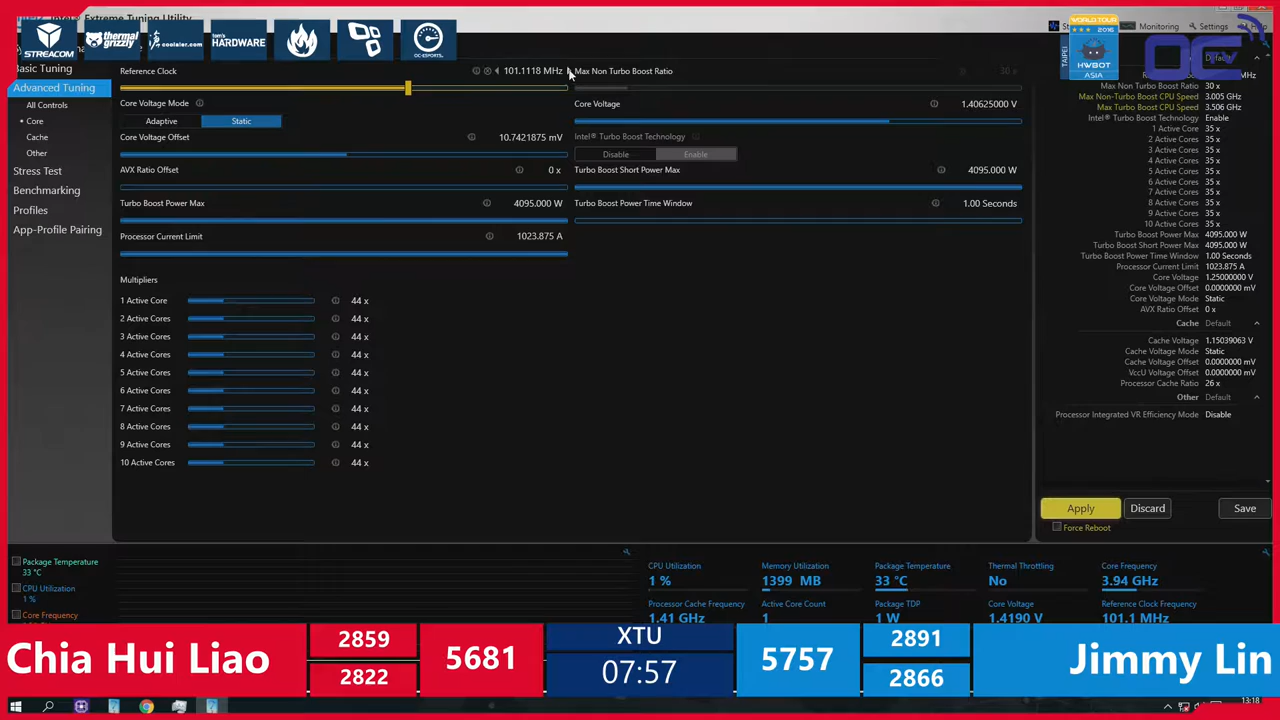 Extreme Tuning Utility
STREACOM
thermal grizzly
coolaler.com
tom's HARDWARE
OC-ESPORTS
WORLD TOUR
2016
TAIPEI
HWBOT
ASIA
OC TV
Monitoring
Settings
Basic Tuning
Advanced Tuning
All Controls
Core
Cache
Other
Stress Test
Benchmarking
Profiles
App-Profile Pairing
Reference Clock 101.1118 MHz
Max Non Turbo Boost Ratio 30 x
Core Voltage Mode
Adaptive Static
Core Voltage 1.40625000 V
Core Voltage Offset 10.7421875 mV
Intel® Turbo Boost Technology
Disable Enable
AVX Ratio Offset 0 x
Turbo Boost Short Power Max 4095.000 W
Turbo Boost Power Max 4095.000 W
Turbo Boost Power Time Window 1.00 Seconds
Processor Current Limit 1023.875 A
Multipliers
1 Active Core 44 x
2 Active Cores 44 x
3 Active Cores 44 x
4 Active Cores 44 x
5 Active Cores 44 x
6 Active Cores 44 x
7 Active Cores 44 x
8 Active Cores 44 x
9 Active Cores 44 x
10 Active Cores 44 x
Default
Max Non Turbo Boost Ratio 30 x
Max Non-Turbo Boost CPU Speed 3.005 GHz
Max Turbo Boost CPU Speed 3.506 GHz
Intel® Turbo Boost Technology Enable
1 Active Core 35 x
2 Active Cores 35 x
3 Active Cores 35 x
4 Active Cores 35 x
5 Active Cores 35 x
6 Active Cores 35 x
7 Active Cores 35 x
8 Active Cores 35 x
9 Active Cores 35 x
10 Active Cores 35 x
Turbo Boost Power Max 4095.000 W
Turbo Boost Short Power Max 4095.000 W
Turbo Boost Power Time Window 1.00 Seconds
Processor Current Limit 1023.875 A
Core Voltage 1.25000000 V
Core Voltage Offset 0.0000000 mV
Core Voltage Mode Static
AVX Ratio Offset 0 x
Cache Default
Cache Voltage 1.15039063 V
Cache Voltage Mode Static
Cache Voltage Offset 0.0000000 mV
VccU Voltage Offset 0.0000000 mV
Processor Cache Ratio 26 x
Other Default
Processor Integrated VR Efficiency Mode Disable
Apply Discard Save
Force Reboot
Package Temperature
33 °C
CPU Utilization
1 %
Core Frequency
CPU Utilization
1 %
Memory Utilization
1399 MB
Package Temperature
33 °C
Thermal Throttling
No
Core Frequency
3.94 GHz
Processor Cache Frequency
1.41 GHz
Active Core Count
1
Package TDP
1 W
Core Voltage
1.4190 V
Reference Clock Frequency
101.1 MHz
Chia Hui Liao
2859
2822
5681
XTU
07:57
5757
2891
2866
Jimmy Lin
13:18